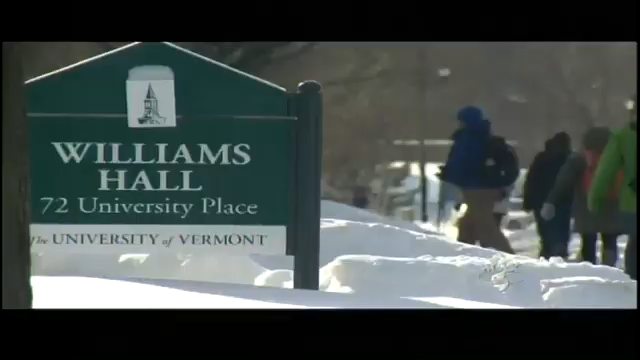 WILLIAMS
HALL
72 University Place
The UNIVERSITY of VERMONT